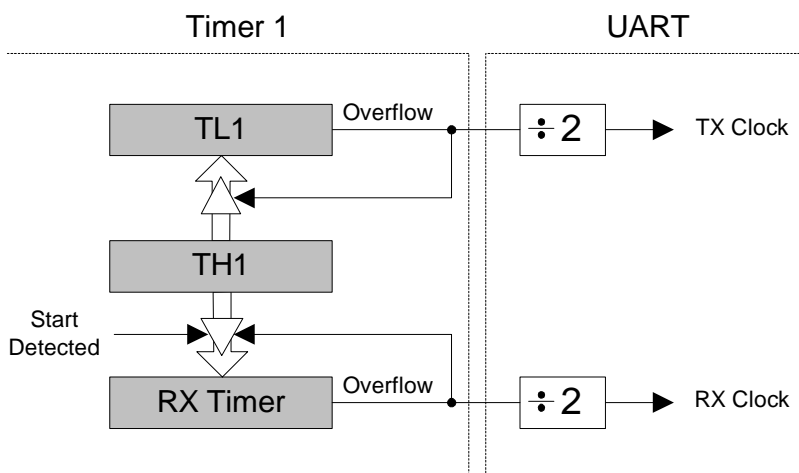 Timer 1
UART
TL1
Overflow
÷ 2
TX Clock
TH1
Start
Detected
RX Timer
Overflow
÷ 2
RX Clock